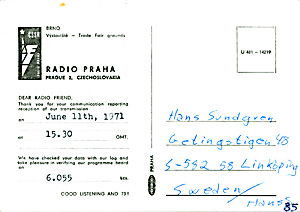 BRNO
Výstaviště – Trade Fair grounds
RADIO PRAHA
PRAGUE 2, CZECHOSLOVAKIA
DEAR RADIO FRIEND,
Thank you for your communication reporting
reception of our transmission
on June 11th, 1971
at 15.30 GMT.
We have checked your data with our log and
take pleasure in verifying our programme heard
on 6.055 kcs.
GOOD LISTENING AND 73!
PRAHA
Hans Sundgren
Getingstigen 48
S-582 58 Linköping
Sweden
85